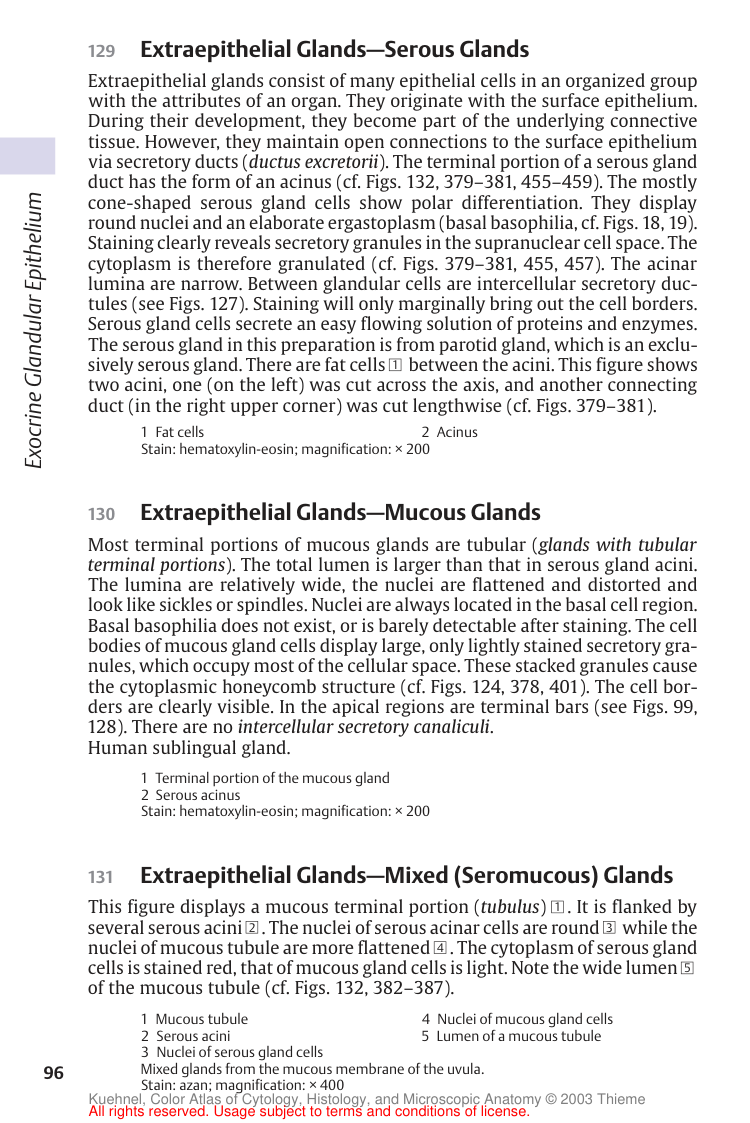 129 Extraepithelial Glands—Serous Glands
Extraepithelial glands consist of many epithelial cells in an organized group
with the attributes of an organ. They originate with the surface epithelium.
During their development, they become part of the underlying connective
tissue. However, they maintain open connections to the surface epithelium
via secretory ducts (ductus excretorii). The terminal portion of a serous gland
duct has the form of an acinus (cf. Figs. 132, 379–381, 455–459). The mostly
cone-shaped serous gland cells show polar differentiation. They display
round nuclei and an elaborate ergastoplasm (basal basophilia, cf. Figs. 18, 19).
Staining clearly reveals secretory granules in the supranuclear cell space. The
cytoplasm is therefore granulated (cf. Figs. 379–381, 455, 457). The acinar
lumina are narrow. Between glandular cells are intercellular secretory duc-
tules (see Figs. 127). Staining will only marginally bring out the cell borders.
Serous gland cells secrete an easy flowing solution of proteins and enzymes.
The serous gland in this preparation is from parotid gland, which is an exclu-
sively serous gland. There are fat cells 1 between the acini. This figure shows
two acini, one (on the left) was cut across the axis, and another connecting
duct (in the right upper corner) was cut lengthwise (cf. Figs. 379–381).
1 Fat cells 2 Acinus
Stain: hematoxylin-eosin; magnification: × 200
Exocrine Glandular Epithelium
130 Extraepithelial Glands—Mucous Glands
Most terminal portions of mucous glands are tubular (glands with tubular
terminal portions). The total lumen is larger than that in serous gland acini.
The lumina are relatively wide, the nuclei are flattened and distorted and
look like sickles or spindles. Nuclei are always located in the basal cell region.
Basal basophilia does not exist, or is barely detectable after staining. The cell
bodies of mucous gland cells display large, only lightly stained secretory gra-
nules, which occupy most of the cellular space. These stacked granules cause
the cytoplasmic honeycomb structure (cf. Figs. 124, 378, 401). The cell bor-
ders are clearly visible. In the apical regions are terminal bars (see Figs. 99,
128). There are no intercellular secretory canaliculi.
Human sublingual gland.
1 Terminal portion of the mucous gland
2 Serous acinus
Stain: hematoxylin-eosin; magnification: × 200
131 Extraepithelial Glands—Mixed (Seromucous) Glands
This figure displays a mucous terminal portion (tubulus) 1. It is flanked by
several serous acini 2. The nuclei of serous acinar cells are round 3 while the
nuclei of mucous tubule are more flattened 4. The cytoplasm of serous gland
cells is stained red, that of mucous gland cells is light. Note the wide lumen 5
of the mucous tubule (cf. Figs. 132, 382–387).
1 Mucous tubule 4 Nuclei of mucous gland cells
2 Serous acini 5 Lumen of a mucous tubule
3 Nuclei of serous gland cells
Mixed glands from the mucous membrane of the uvula.
Stain: azan; magnification: × 400
96
Kuehnel, Color Atlas of Cytology, Histology, and Microscopic Anatomy © 2003 Thieme
All rights reserved. Usage subject to terms and conditions of license.